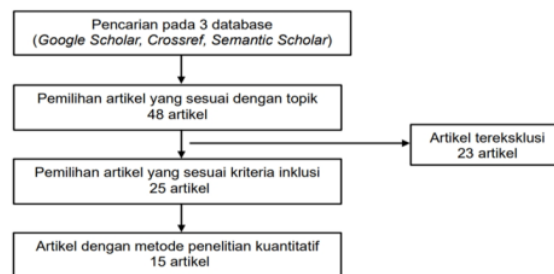 Pencarian pada 3 database
(Google Scholar, Crossref, Semantic Scholar)
Pemilihan artikel yang sesuai dengan topik
48 artikel
Artikel tereksklusi
23 artikel
Pemilihan artikel yang sesuai kriteria inklusi
25 artikel
Artikel dengan metode penelitian kuantitatif
15 artikel